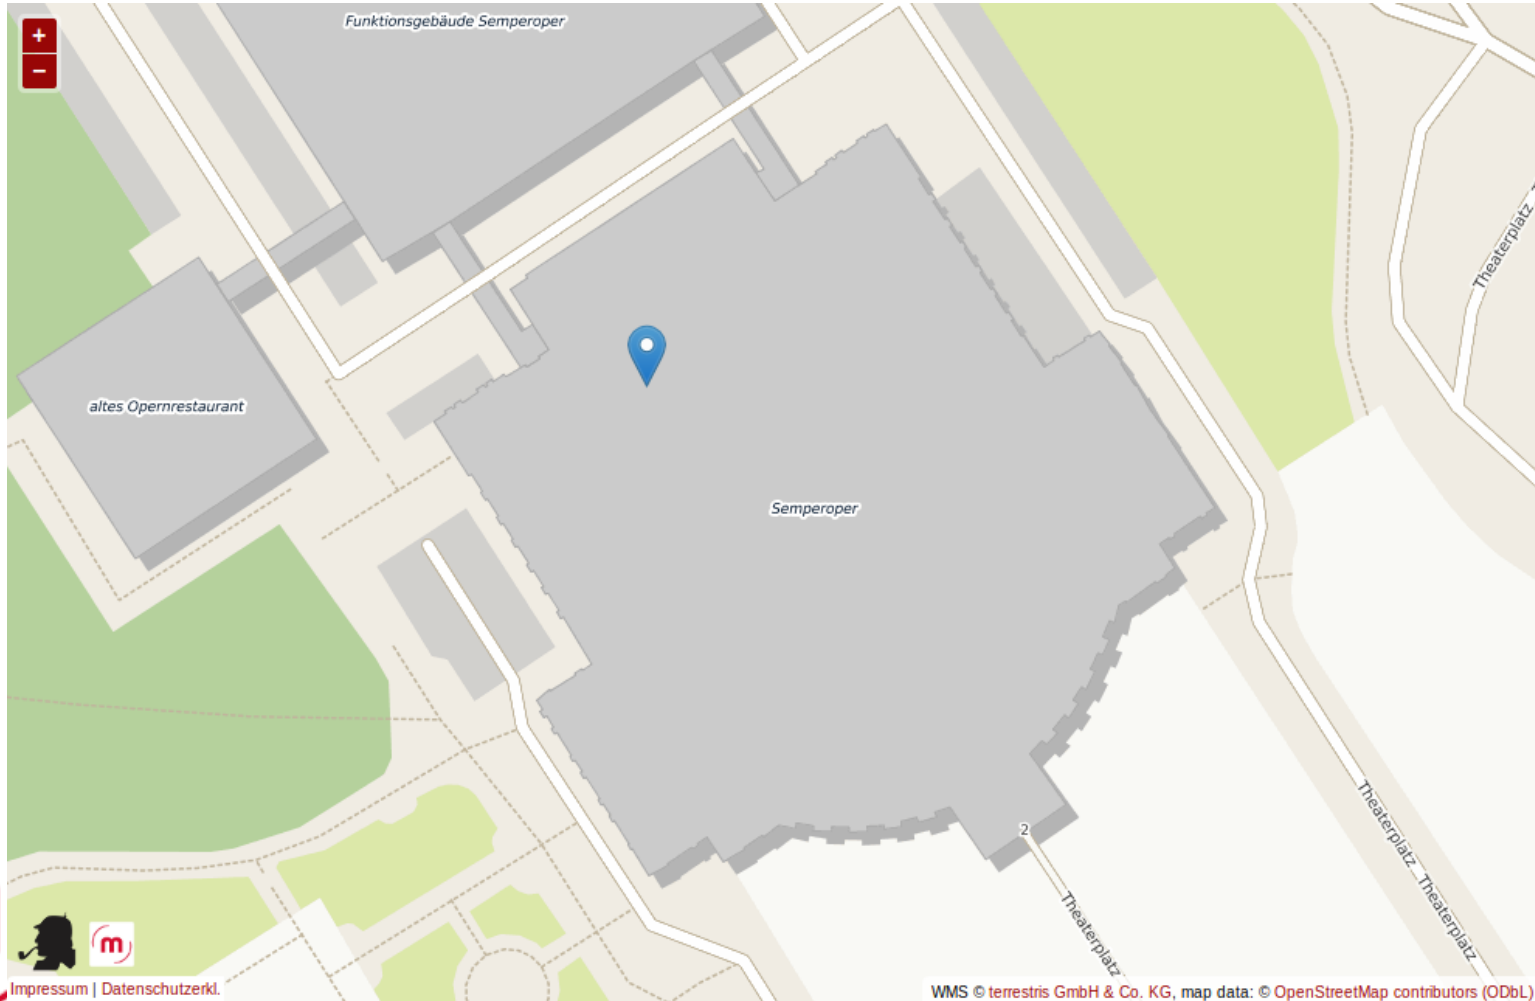 Funktionsgebäude Semperoper
+
−
Theaterplatz
altes Opernrestaurant
Semperoper
2
Theaterplatz
Theaterplatz
Theaterplatz
m
Impressum | Datenschutzerkl.
WMS © terrestris GmbH & Co. KG, map data: © OpenStreetMap contributors (ODbL)